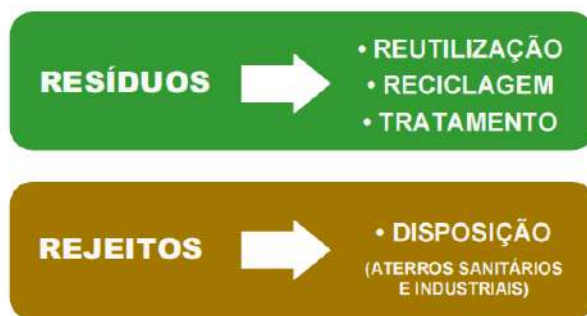 RESÍDUOS
• REUTILIZAÇÃO
• RECICLAGEM
• TRATAMENTO
REJEITOS
• DISPOSIÇÃO
(ATERROS SANITÁRIOS
E INDUSTRIAIS)